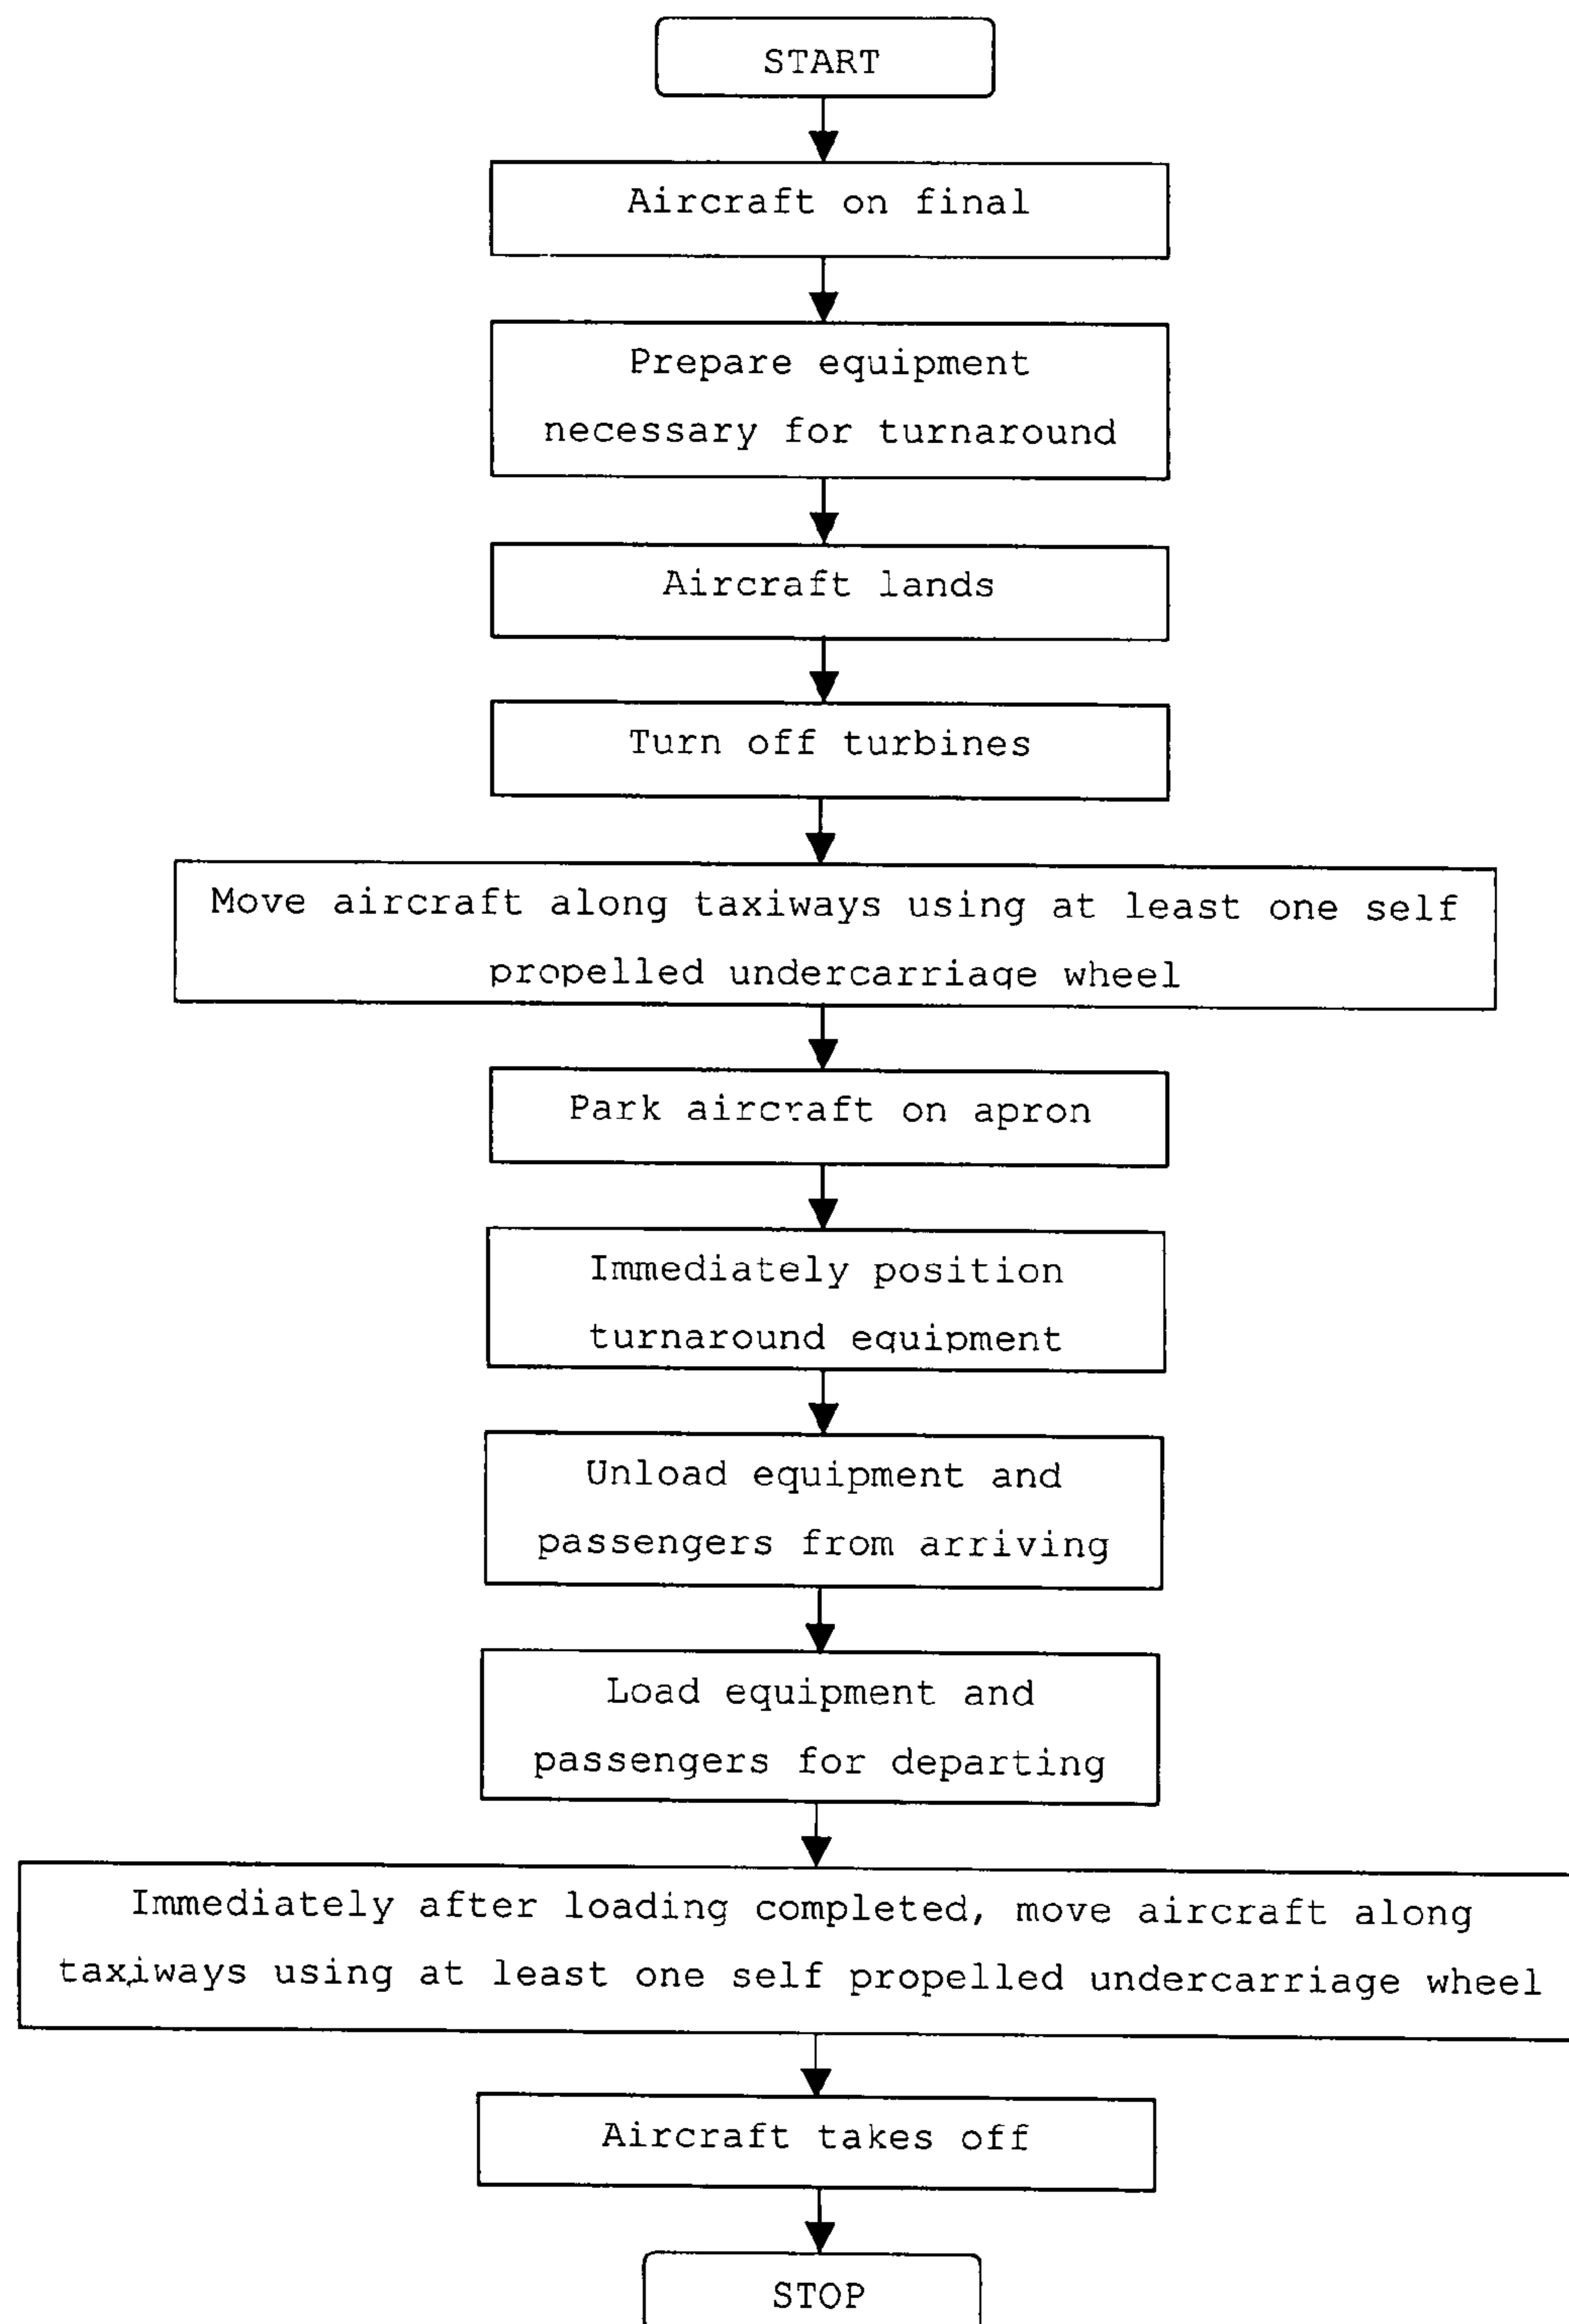 START
Aircraft on final
Prepare equipment
necessary for turnaround
Aircraft lands
Turn off turbines
Move aircraft along taxiways using at least one self
propelled undercarriage wheel
Park aircraft on apron
Immediately position
turnaround equipment
Unload equipment and
passengers from arriving
Load equipment and
passengers for departing
Immediately after loading completed, move aircraft along
taxiways using at least one self propelled undercarriage wheel
Aircraft takes off
STOP